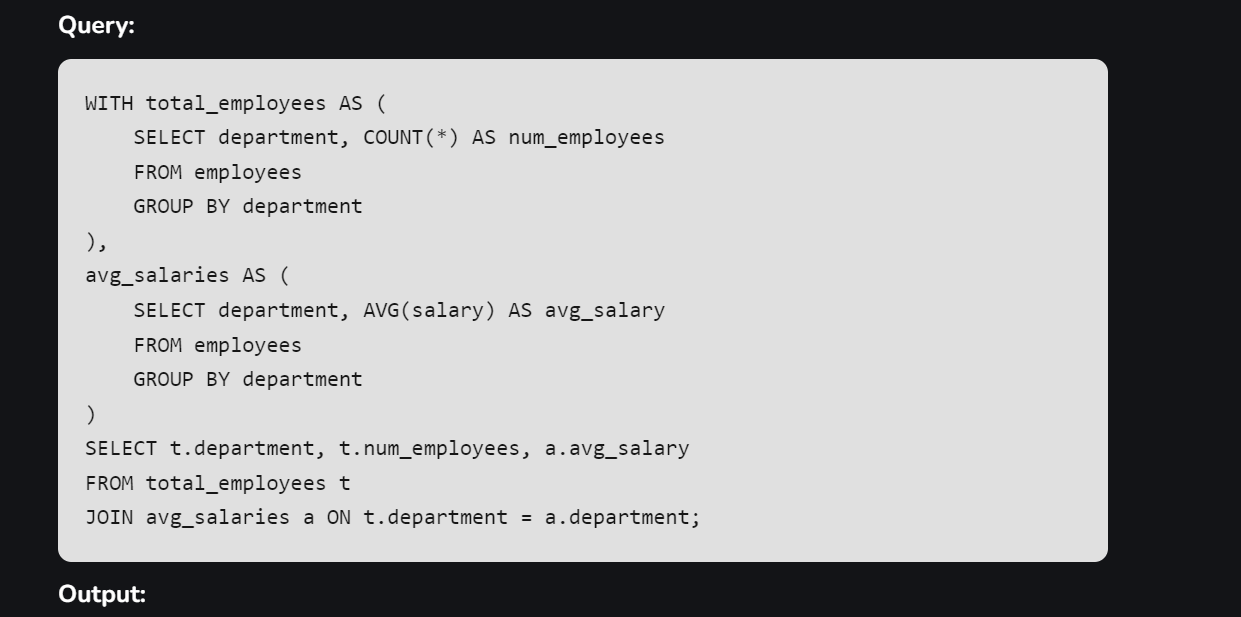 Query:
WITH total_employees AS (
    SELECT department, COUNT(*) AS num_employees
    FROM employees
    GROUP BY department
),
avg_salaries AS (
    SELECT department, AVG(salary) AS avg_salary
    FROM employees
    GROUP BY department
)
SELECT t.department, t.num_employees, a.avg_salary
FROM total_employees t
JOIN avg_salaries a ON t.department = a.department;
Output: